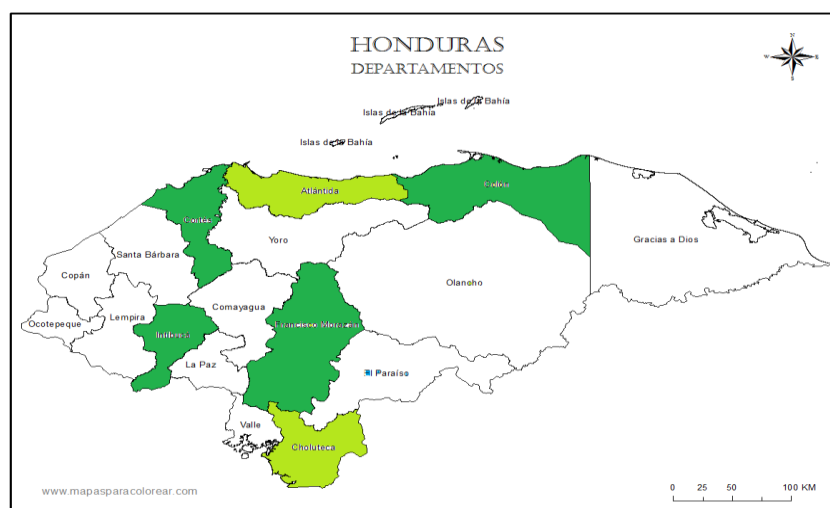 HONDURAS
DEPARTAMENTOS
N
W
E
S
Islas de la Bahía
Islas de la Bahía
Islas de la Bahía
Atlántida
Colón
Cortés
Yoro
Gracias a Dios
Santa Bárbara
Copán
Olancho
Comayagua
Lempira
Ocotepeque
Francisco Morazán
Intibucá
La Paz
El Paraíso
Valle
Choluteca
www.mapasparacolorear.com
0 25 50 100 KM